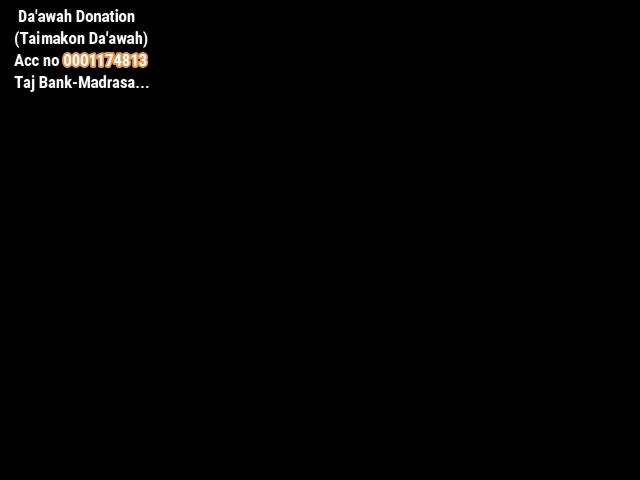 Da'awah Donation
(Taimakon Da'awah)
Acc no 0001174813
Taj Bank-Madrasa...